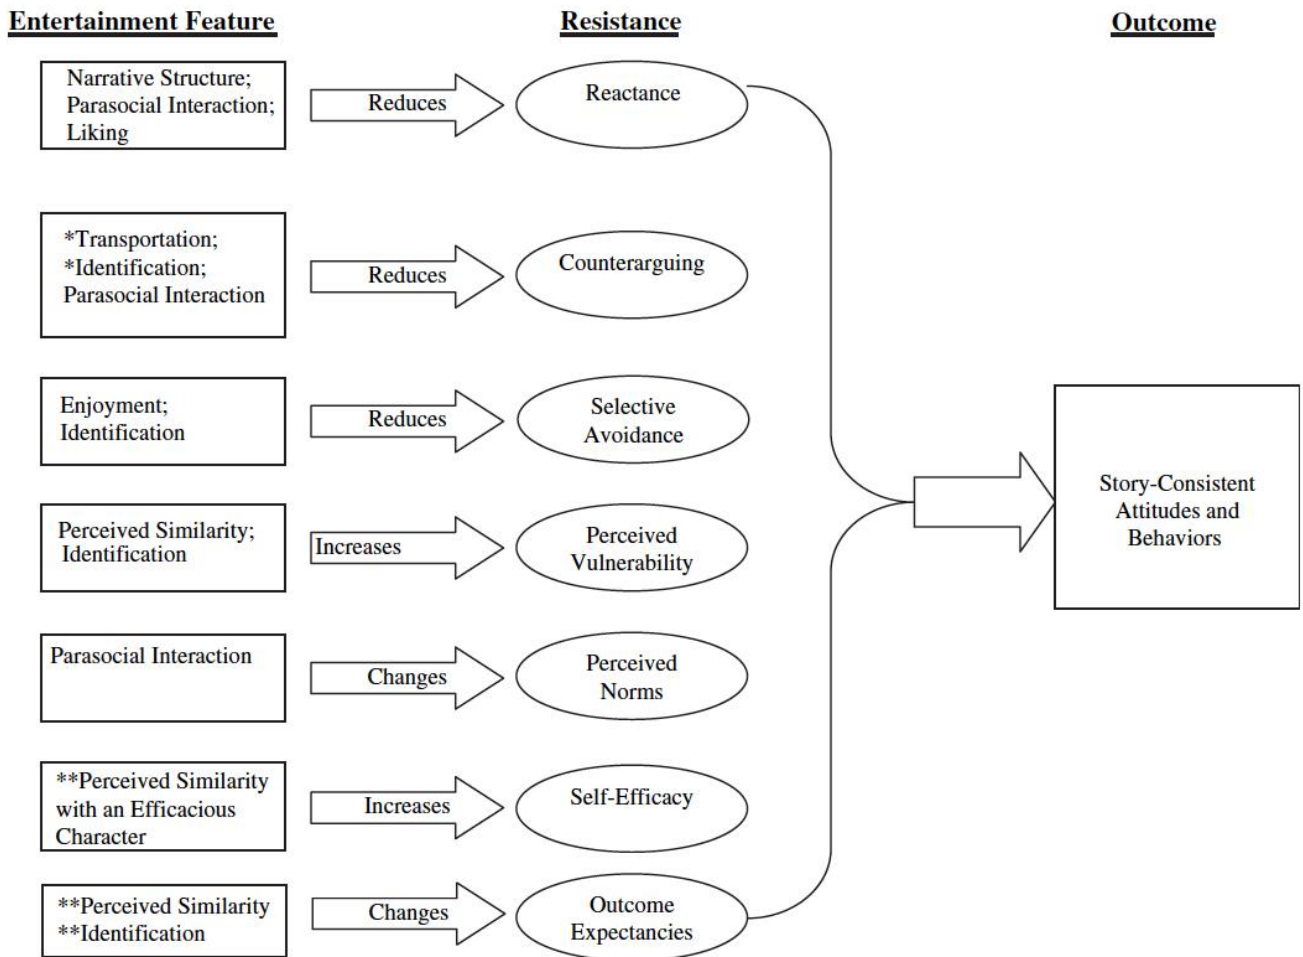 Entertainment Feature
Resistance
Outcome
Narrative Structure;
Parasocial Interaction;
Liking
Reduces
Reactance
*Transportation;
*Identification;
Parasocial Interaction
Reduces
Counterarguing
Enjoyment;
Identification
Reduces
Selective
Avoidance
Perceived Similarity;
Identification
Increases
Perceived
Vulnerability
Parasocial Interaction
Changes
Perceived
Norms
**Perceived Similarity
with an Efficacious
Character
Increases
Self-Efficacy
**Perceived Similarity
**Identification
Changes
Outcome
Expectancies
Story-Consistent
Attitudes and
Behaviors